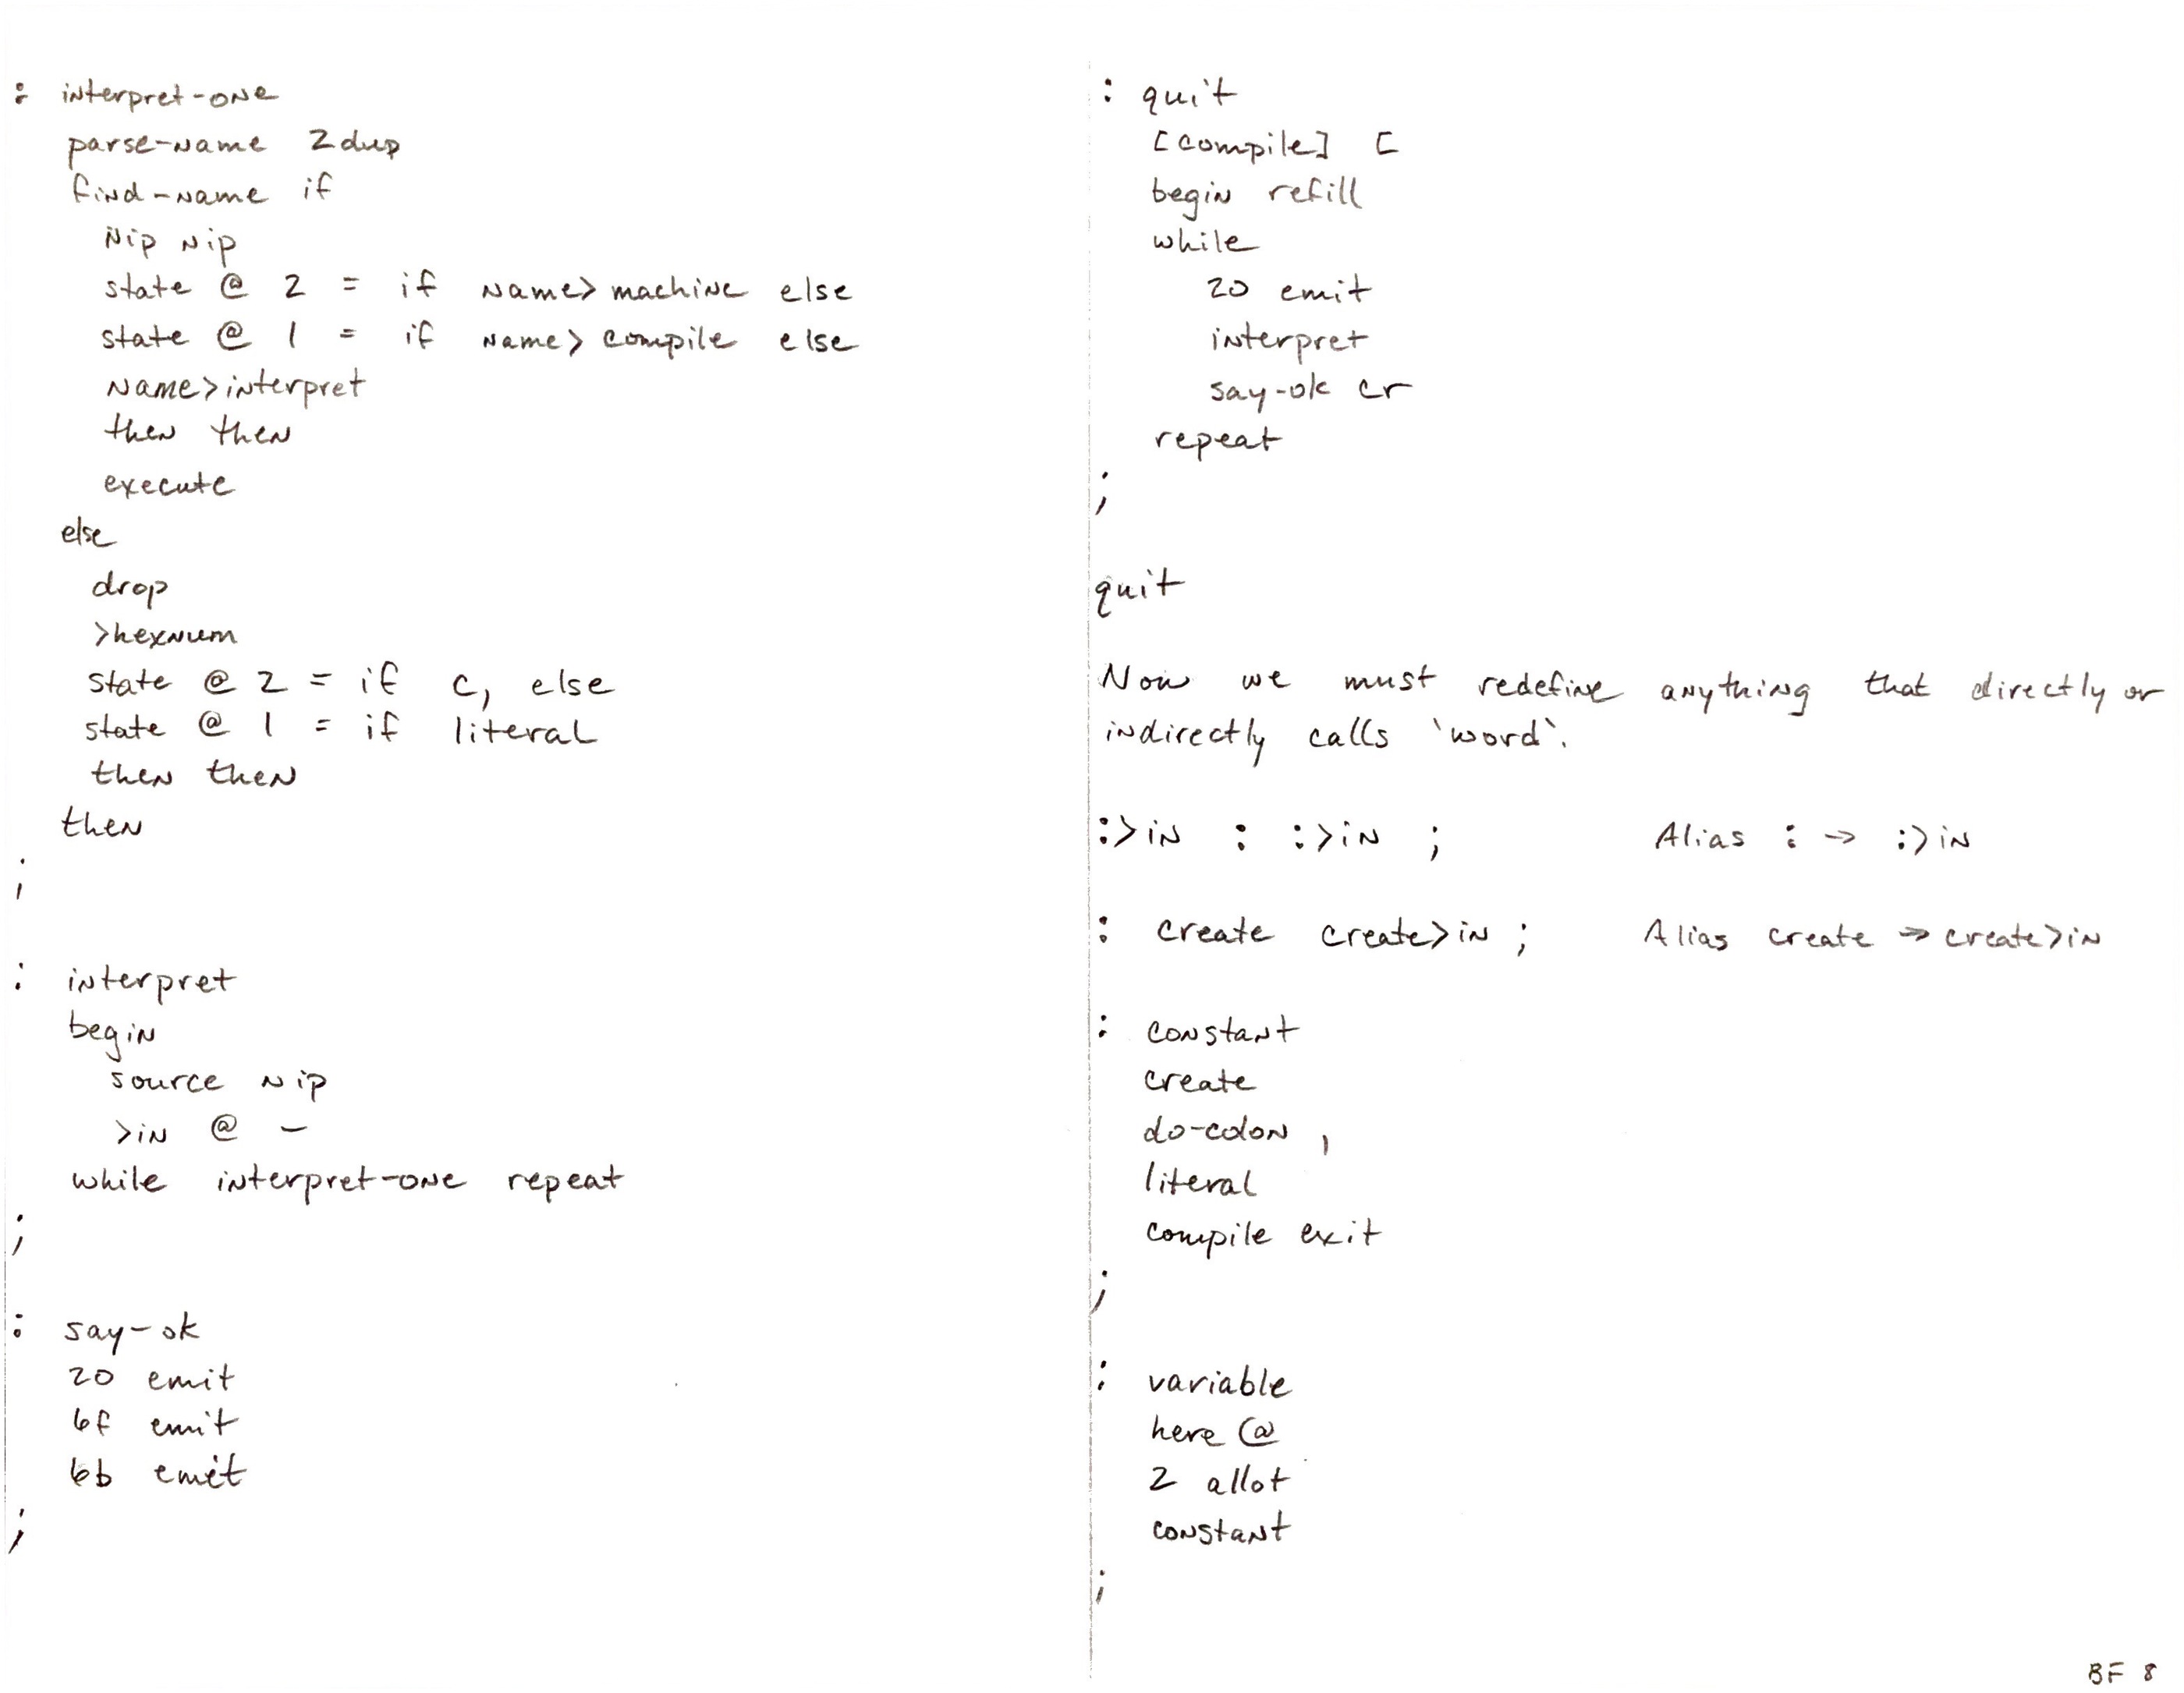 : interpret-one
parse-name 2dup
find-name if
nip nip
state @ 2 = if name>machine else
state @ 1 = if name>compile else
name>interpret
then then
execute
else
drop
>hexnum
state @ 2 = if c, else
state @ 1 = if literal
then then
then
;
: interpret
begin
source nip
>in @ -
while interpret-one repeat
;
: say-ok
20 emit
6f emit
6b emit
;
: quit
[compile] [
begin refill
while
20 emit
interpret
say-ok cr
repeat
;
quit
Now we must redefine anything that directly or
indirectly calls `word`.
:>in : :>in ; Alias : → :>in
: create create>in ; Alias create → create>in
: constant
create
do-colon ,
literal
compile exit
;
: variable
here @
2 allot
constant
;
BF 8